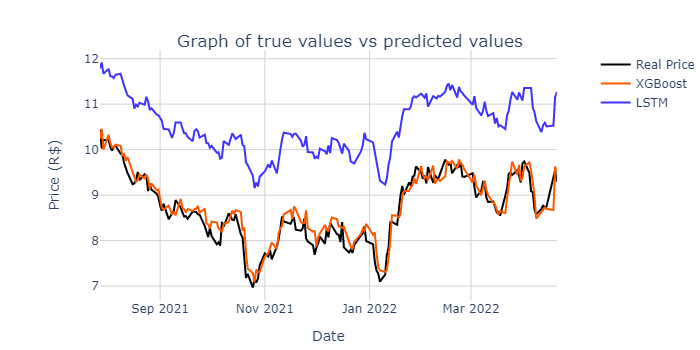 Graph of true values vs predicted values
Real Price
XGBoost
LSTM
Price (R$)
12
11
10
9
8
7
Sep 2021
Nov 2021
Jan 2022
Mar 2022
Date